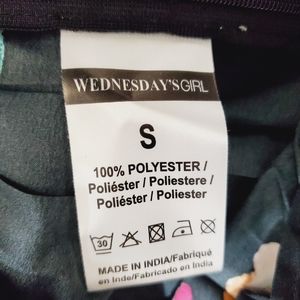 WEDNESDAY'S GIRL
S
100% POLYESTER /
Poliéster / Poliestere /
Poliéster / Poliester
30
MADE IN INDIA/Fabriqué
en Inde/Fabricado en India